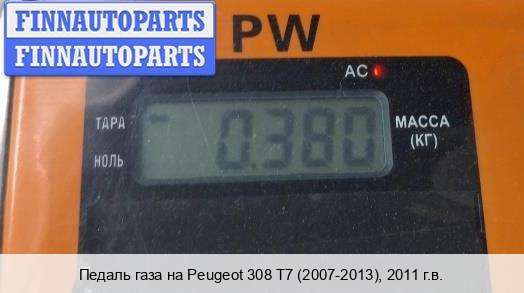 FINNAUTOPARTS
FINNAUTOPARTS
PW
AC
ТАРА
НОЛЬ
0.380
МАССА
(КГ)
Педаль газа на Peugeot 308 T7 (2007-2013), 2011 г.в.